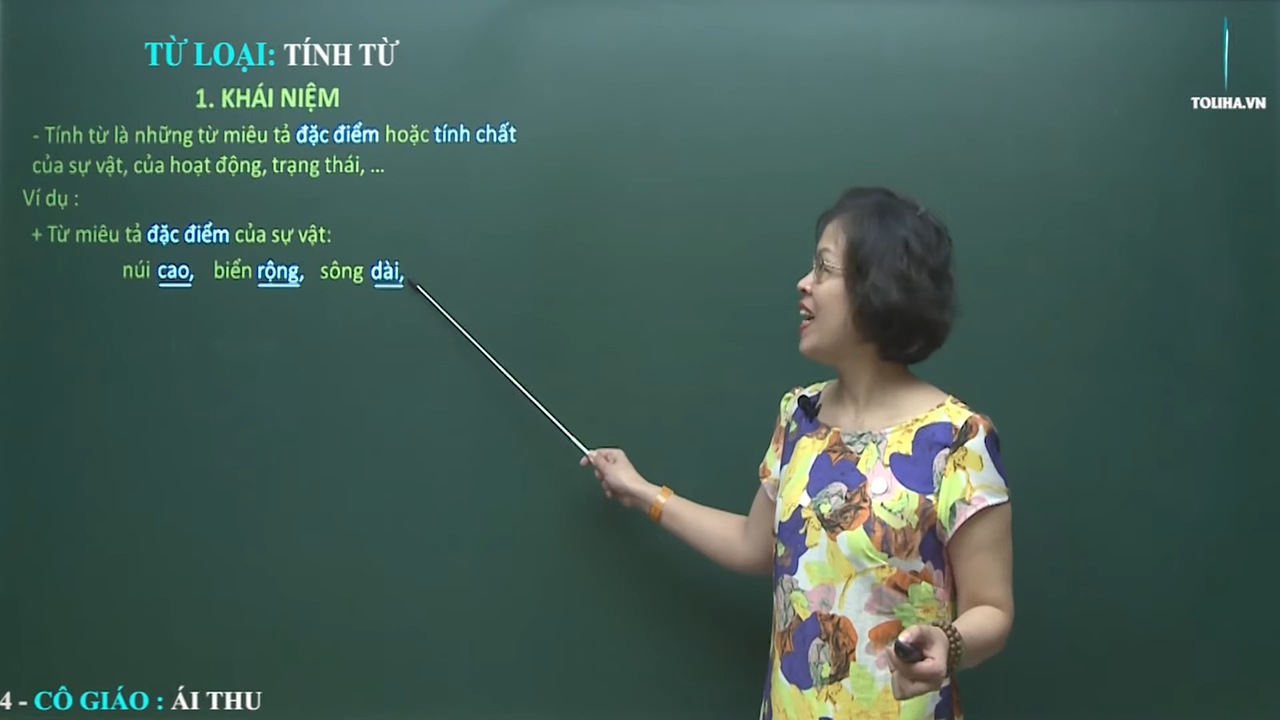 TỪ LOẠI: TÍNH TỪ
TOLIHA.VN
1. KHÁI NIỆM
- Tính từ là những từ miêu tả đặc điểm hoặc tính chất
của sự vật, của hoạt động, trạng thái, ...
Ví dụ :
+ Từ miêu tả đặc điểm của sự vật:
núi cao, biển rộng, sông dài,
4 - CÔ GIÁO : ÁI THU